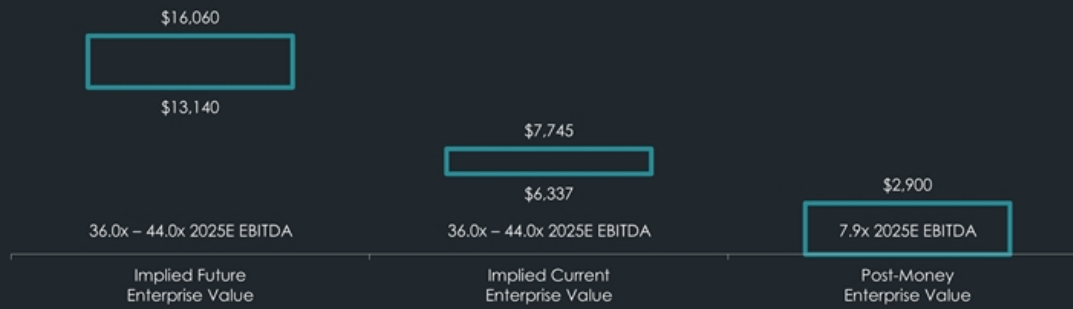 $16,060
$13,140
$7,745
$6,337
$2,900
36.0x – 44.0x 2025E EBITDA
36.0x – 44.0x 2025E EBITDA
7.9x 2025E EBITDA
Implied Future
Enterprise Value
Implied Current
Enterprise Value
Post-Money
Enterprise Value